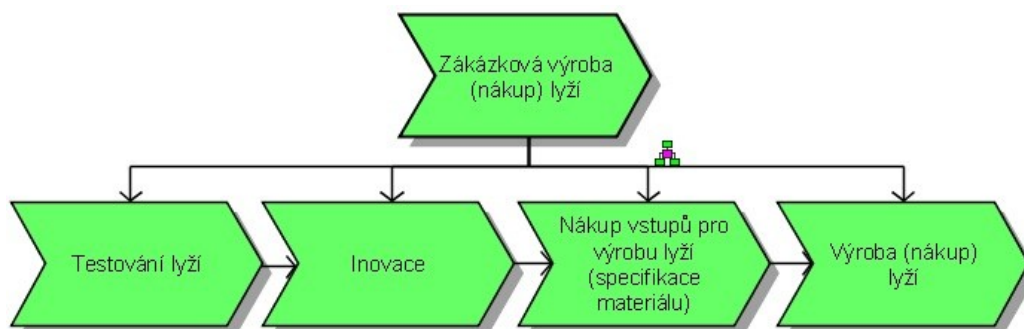 Zákázková výroba
(nákup) lyží
Testování lyží
Inovace
Nákup vstupů pro
výrobu lyží
(specifikace
materiálu)
Výroba (nákup)
lyží